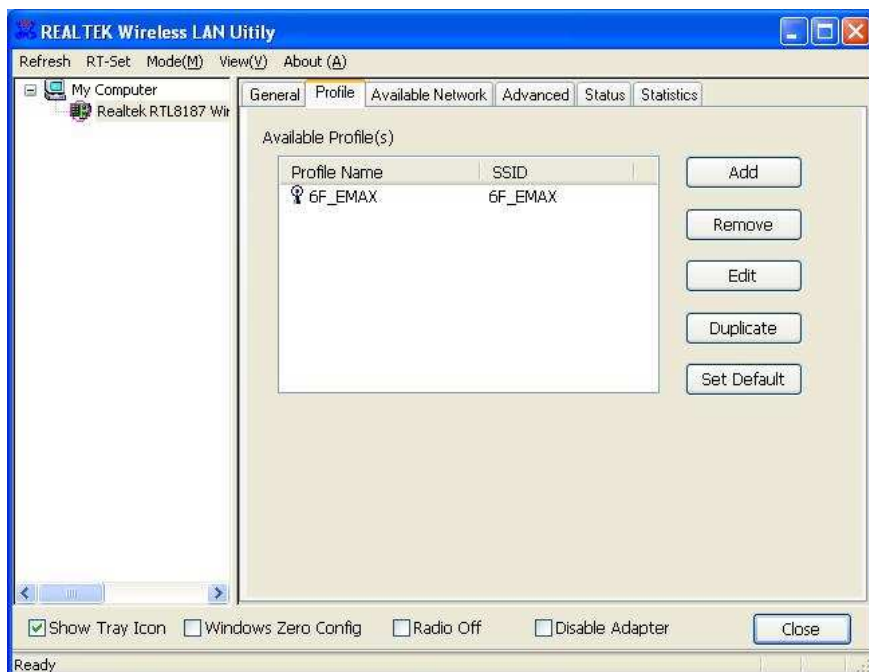 REALTEK Wireless LAN Uitily
Refresh RT-Set Mode(M) View(V) About (A)
My Computer
Realtek RTL8187 Wir
General Profile Available Network Advanced Status Statistics
Available Profile(s)
Profile Name SSID
6F_EMAX 6F_EMAX
Add
Remove
Edit
Duplicate
Set Default
Show Tray Icon Windows Zero Config Radio Off Disable Adapter Close
Ready